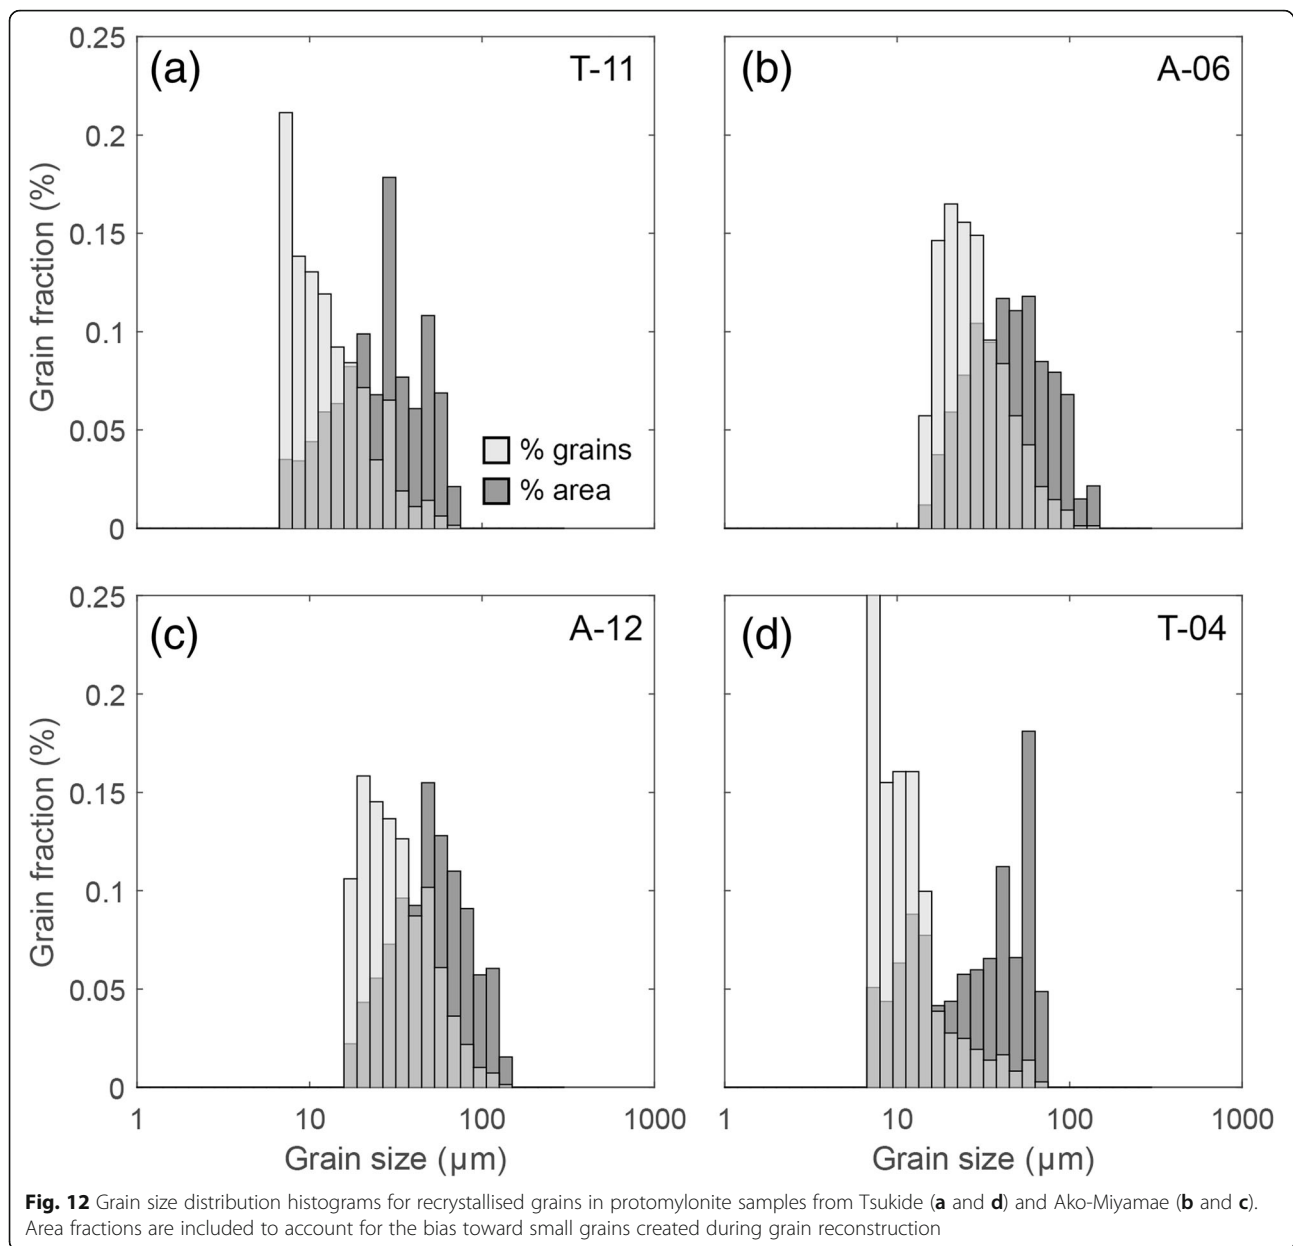 (a)
T-11
0.25
0.2
0.15
0.1
0.05
0
Grain fraction (%)
% grains
% area
(b)
A-06
(c)
A-12
0.25
0.2
0.15
0.1
0.05
0
Grain fraction (%)
1 10 100 1000
Grain size (µm)
(d)
T-04
1 10 100 1000
Grain size (µm)
Fig. 12 Grain size distribution histograms for recrystallised grains in protomylonite samples from Tsukide (a and d) and Ako-Miyamae (b and c).
Area fractions are included to account for the bias toward small grains created during grain reconstruction